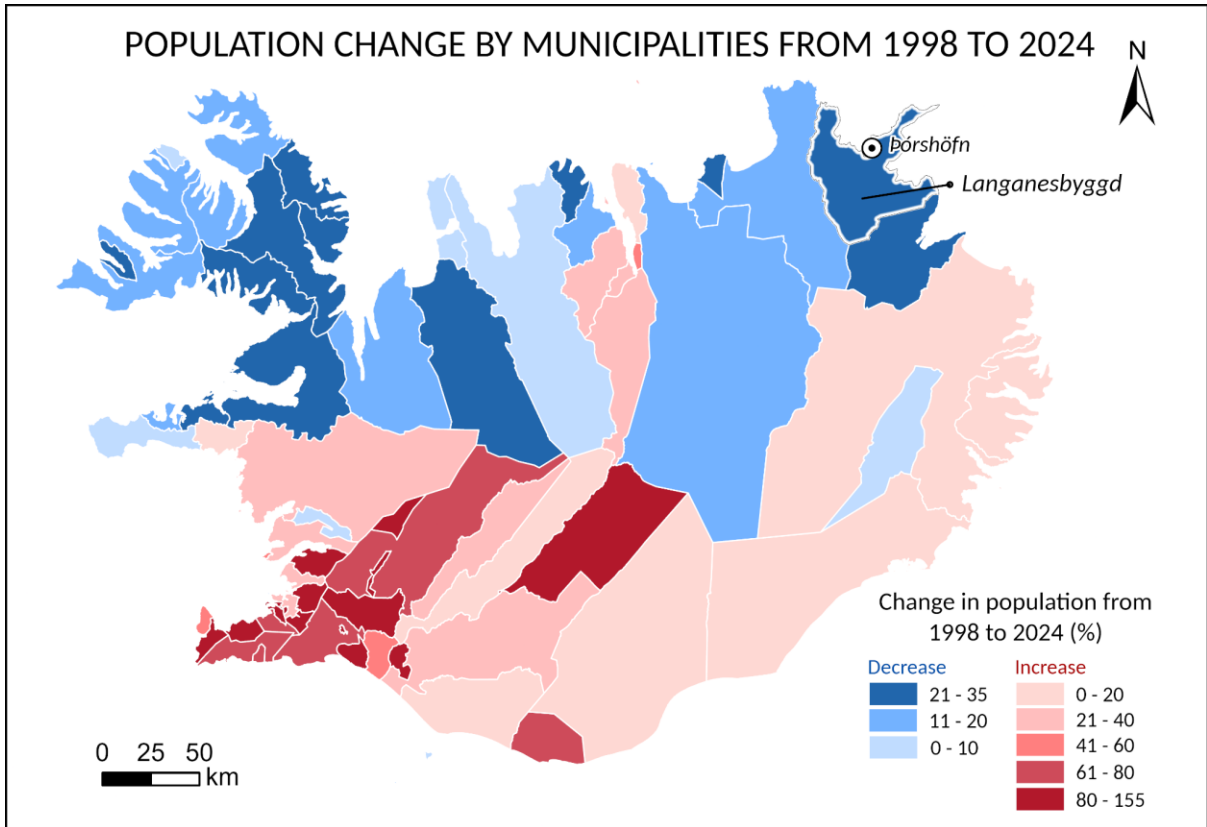 POPULATION CHANGE BY MUNICIPALITIES FROM 1998 TO 2024
N
Þórshöfn
Langanesbyggd
Change in population from
1998 to 2024 (%)
Decrease
21 - 35
11 - 20
0 - 10
Increase
0 - 20
21 - 40
41 - 60
61 - 80
80 - 155
0 25 50
km